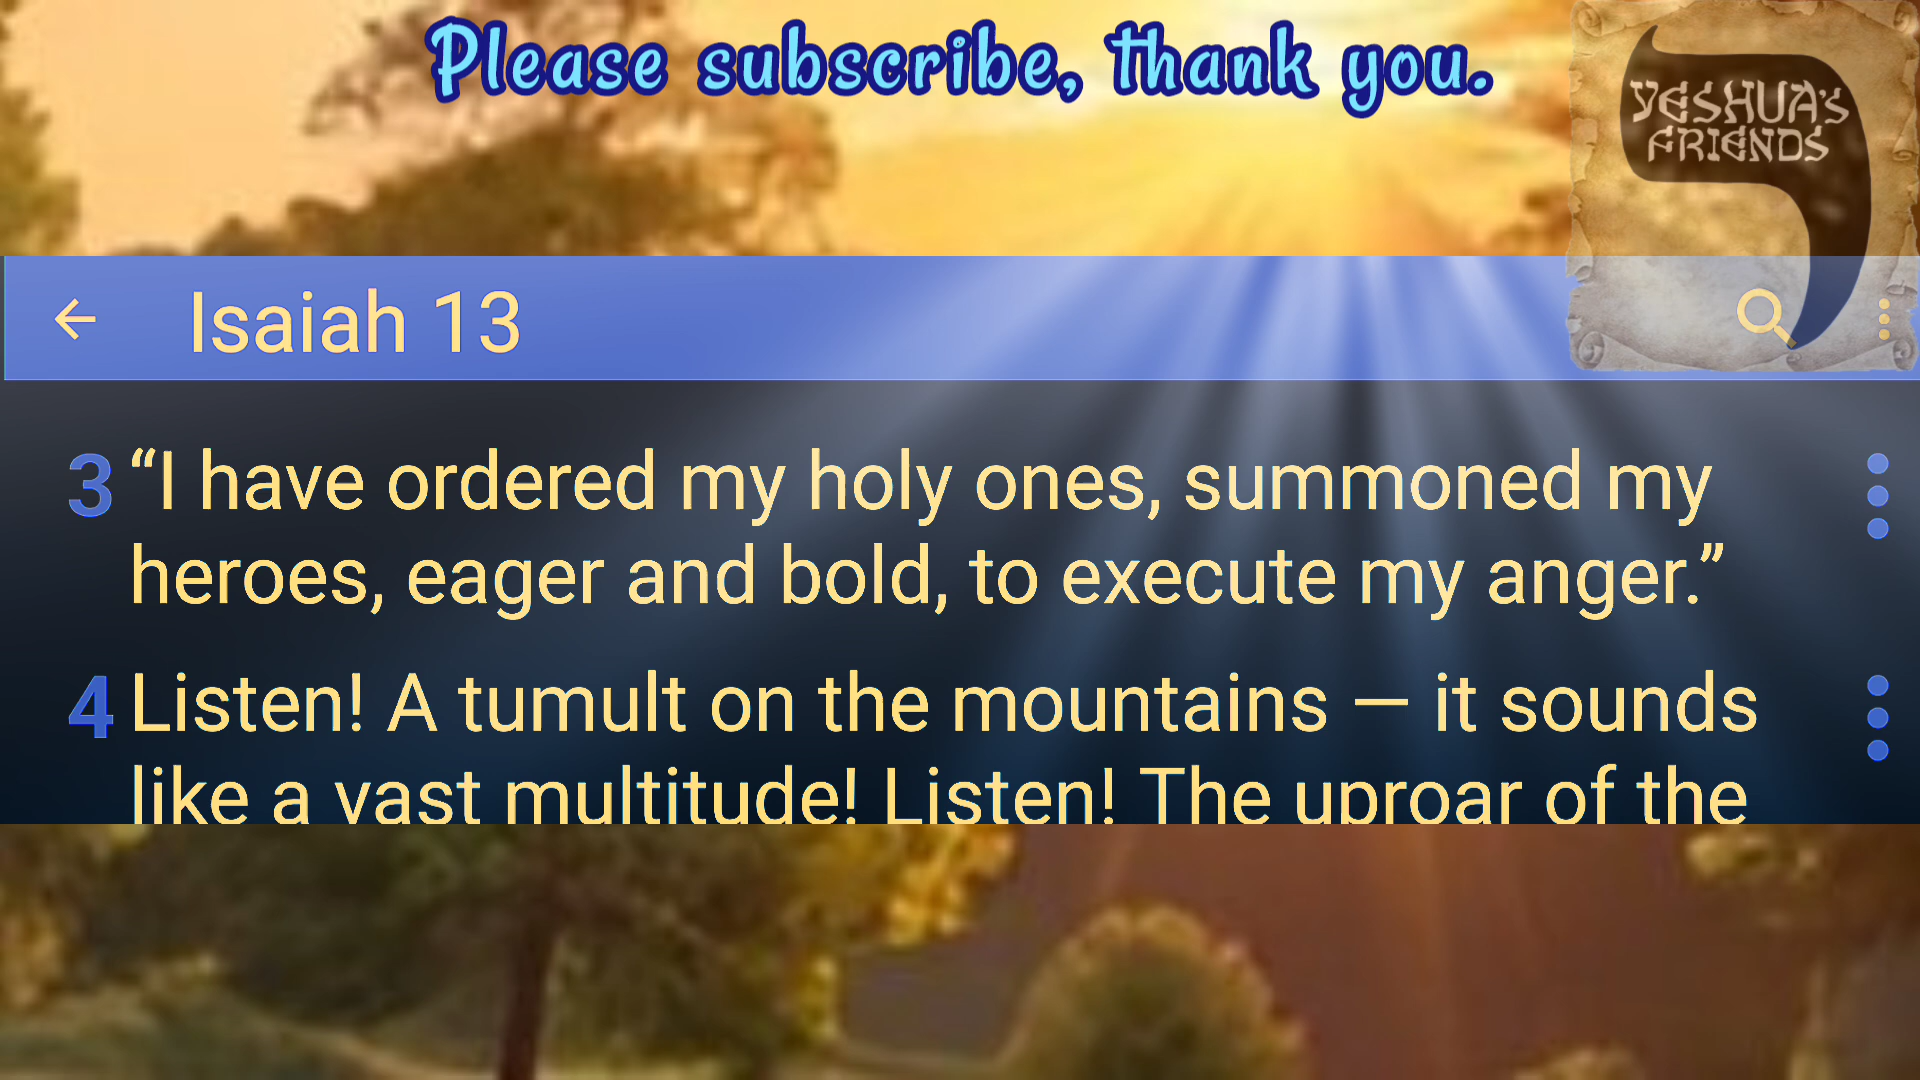 Please subscribe, thank you.
YESHUA'S
FRIENDS
Isaiah 13
3 “I have ordered my holy ones, summoned my
heroes, eager and bold, to execute my anger.”
4 Listen! A tumult on the mountains — it sounds
like a vast multitude! Listen! The uproar of the